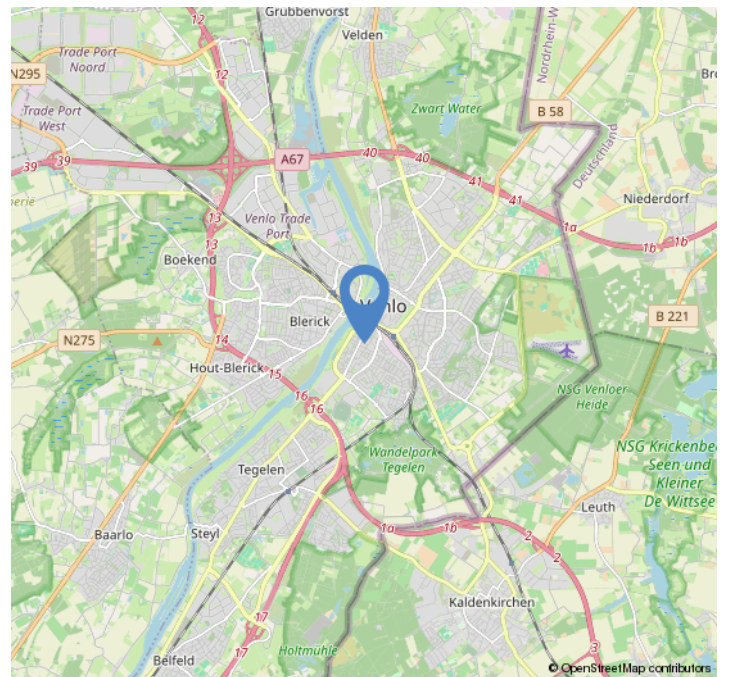 Grubbenvorst
12
Velden
Trade Port
Noord
N295
12
Zwart Water
Nordrhein-W
Bro
B 58
Trade Port
West
Deutschland
39
39
A67
40
40
41
41
Niederdorf
erie
13
Venlo Trade
Port
1a
1b
1b
13
Boekend
Venlo
B 221
Blerick
N275
14
Hout-Blerick
15
16
16
NSG Venloer
Heide
NSG Krickenbe
Seen und
Kleiner
De Wittsee
Wandelpark
Tegelen
Tegelen
Leuth
Baarlo
Steyl
1a
1b
2
2
Kaldenkirchen
17
17
Holtmühle
3
Belfeld
© OpenStreetMap contributors